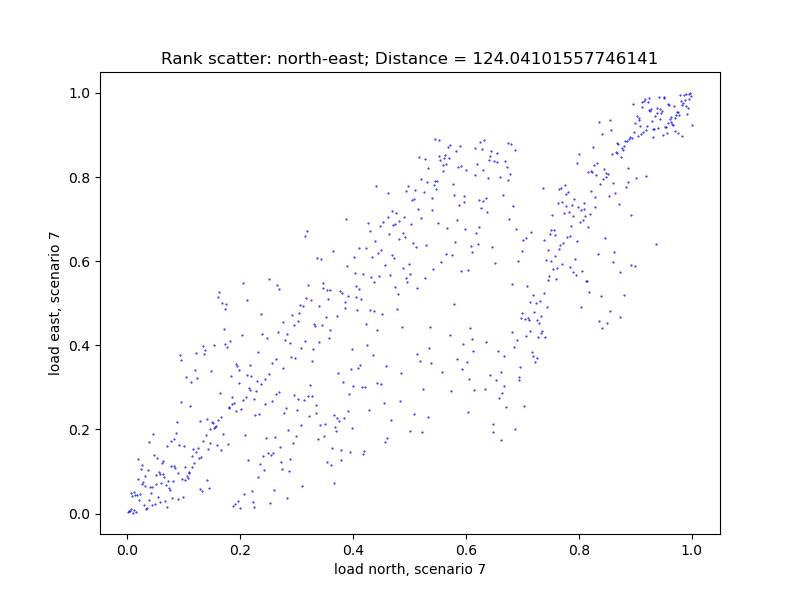 Rank scatter: north-east; Distance = 124.04101557746141
1.0
0.8
0.6
0.4
0.2
0.0
load east, scenario 7
0.0 0.2 0.4 0.6 0.8 1.0
load north, scenario 7